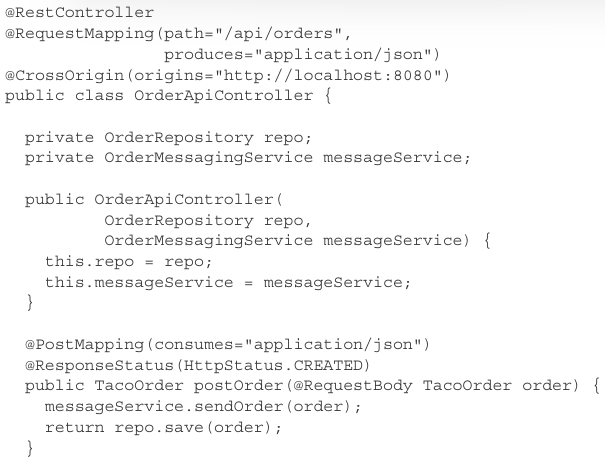 @RestController
@RequestMapping(path="/api/orders",
                produces="application/json")
@CrossOrigin(origins="http://localhost:8080")
public class OrderApiController {

  private OrderRepository repo;
  private OrderMessagingService messageService;

  public OrderApiController(
          OrderRepository repo,
          OrderMessagingService messageService) {
    this.repo = repo;
    this.messageService = messageService;
  }

  @PostMapping(consumes="application/json")
  @ResponseStatus(HttpStatus.CREATED)
  public TacoOrder postOrder(@RequestBody TacoOrder order) {
    messageService.sendOrder(order);
    return repo.save(order);
  }